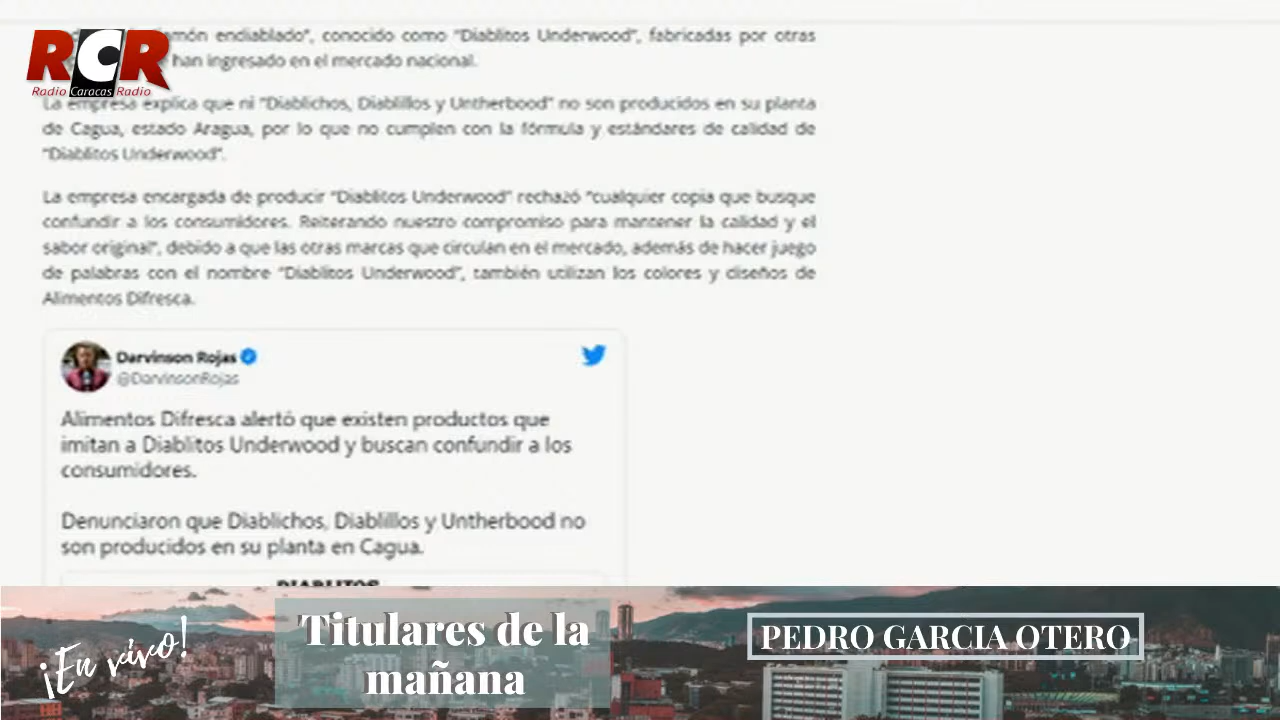 RCR
Radio Caracas Radio
endiablado", conocido como "Diablitos Underwood", fabricadas por otras
han ingresado en el mercado nacional.
La empresa explica que ni "Diablichos, Diablillos y Untherbood" no son producidos en su planta
de Cagua, estado Aragua, por lo que no cumplen con la fórmula y estándares de calidad de
"Diablitos Underwood".
La empresa encargada de producir "Diablitos Underwood" rechazó "cualquier copia que busque
confundir a los consumidores. Reiterando nuestro compromiso para mantener la calidad y el
sabor original", debido a que las otras marcas que circulan en el mercado, además de hacer juego
de palabras con el nombre "Diablitos Underwood", también utilizan los colores y diseños de
Alimentos Difresca.
Darvinson Rojas
@DarvinsonRojas
Alimentos Difresca alertó que existen productos que
imitan a Diablitos Underwood y buscan confundir a los
consumidores.
Denunciaron que Diablichos, Diablillos y Untherbood no
son producidos en su planta en Cagua.
DIABLITOS
¡En vivo!
Titulares de la
mañana
PEDRO GARCIA OTERO